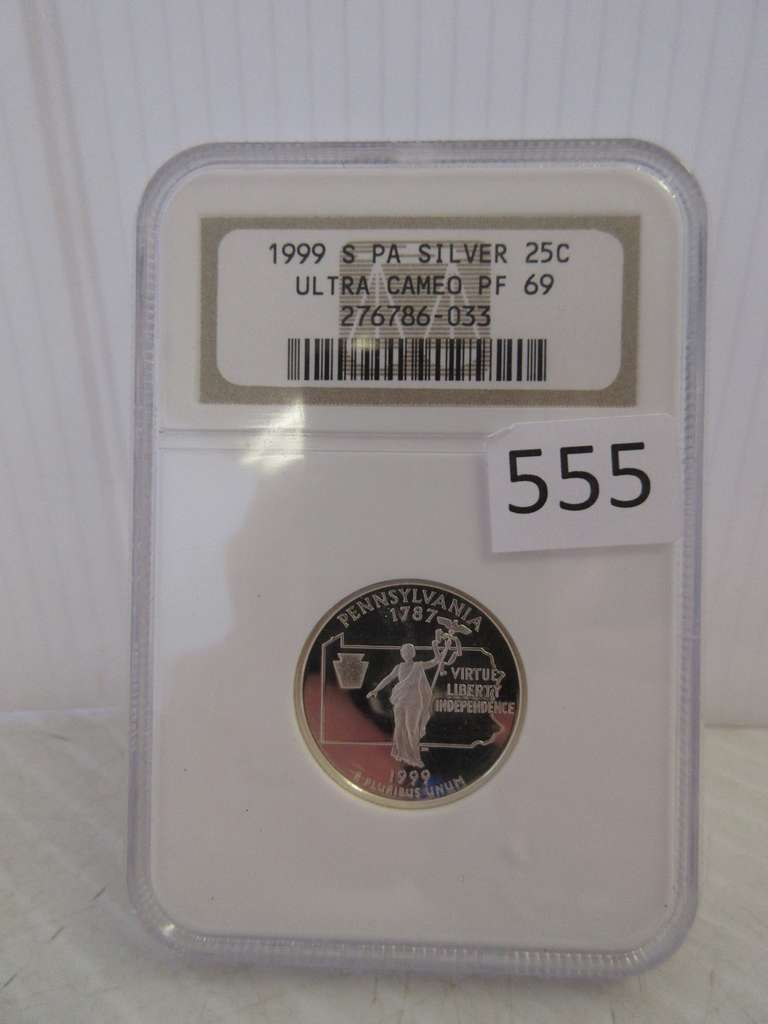 1999 S PA SILVER 25C
ULTRA CAMEO PF 69
276786-033
555
PENNSYLVANIA
1787
VIRTUE
LIBERTY
INDEPENDENCE
1999
E PLURIBUS UNUM